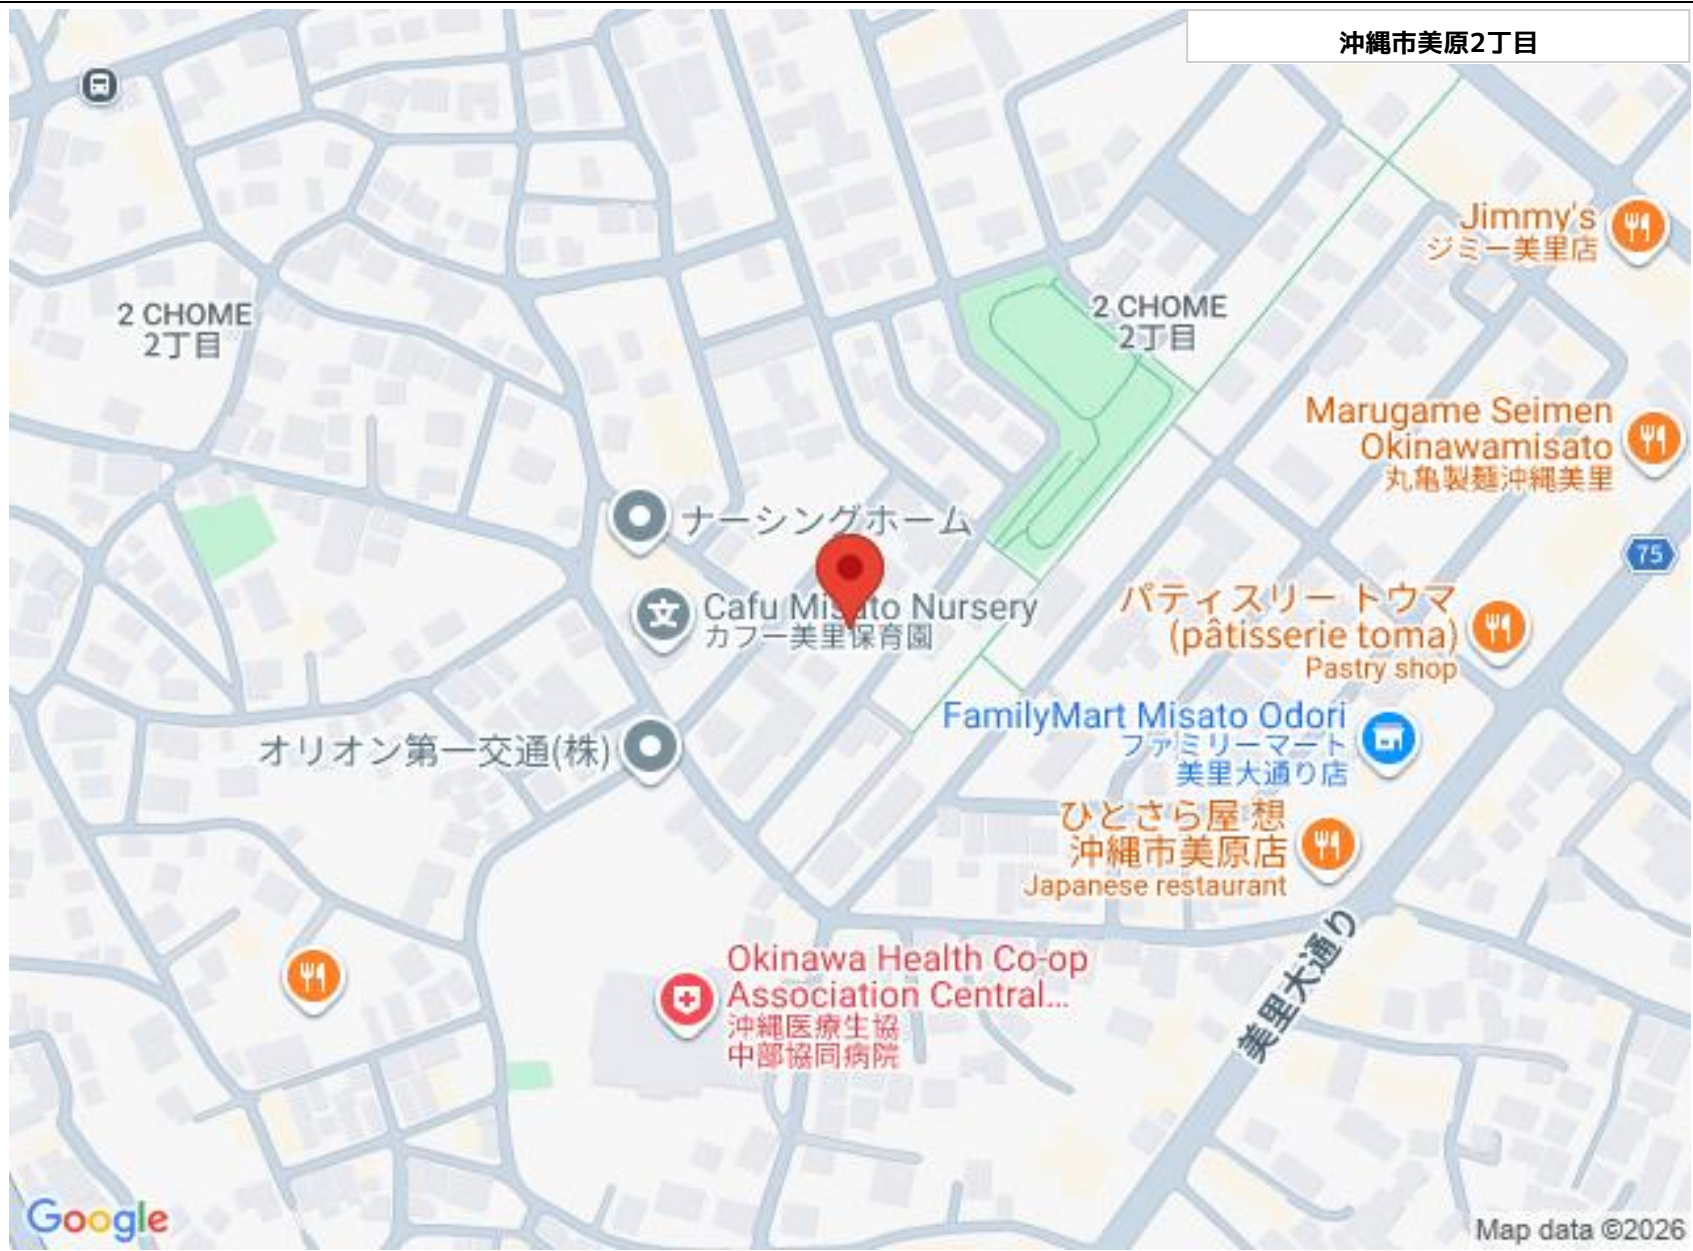 沖縄市美原2丁目
Jimmy's
ジミー美里店
2 CHOME
2丁目
2 CHOME
2丁目
Marugame Seimen
Okinawamisato
丸亀製麺沖縄美里
ナーシングホーム
75
Cafu Misato Nursery
カフー美里保育園
パティスリー トウマ
(pâtisserie toma)
Pastry shop
FamilyMart Misato Odori
ファミリーマート
美里大通り店
オリオン第一交通(株)
ひとさら屋 想
沖縄市美原店
Japanese restaurant
美里大通り
Okinawa Health Co-op
Association Central...
沖縄医療生協
中部協同病院
Google
Map data ©2026